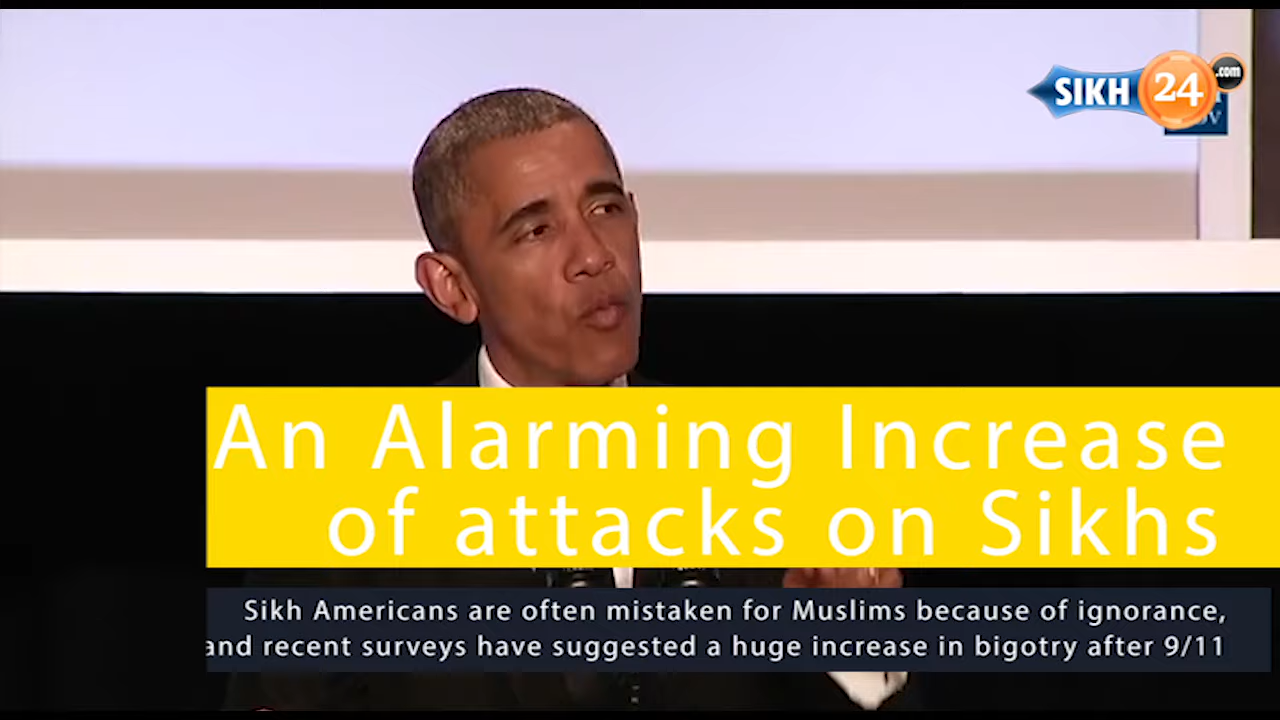 SIKH 24 .com
An Alarming Increase
of attacks on Sikhs
Sikh Americans are often mistaken for Muslims because of ignorance,
and recent surveys have suggested a huge increase in bigotry after 9/11